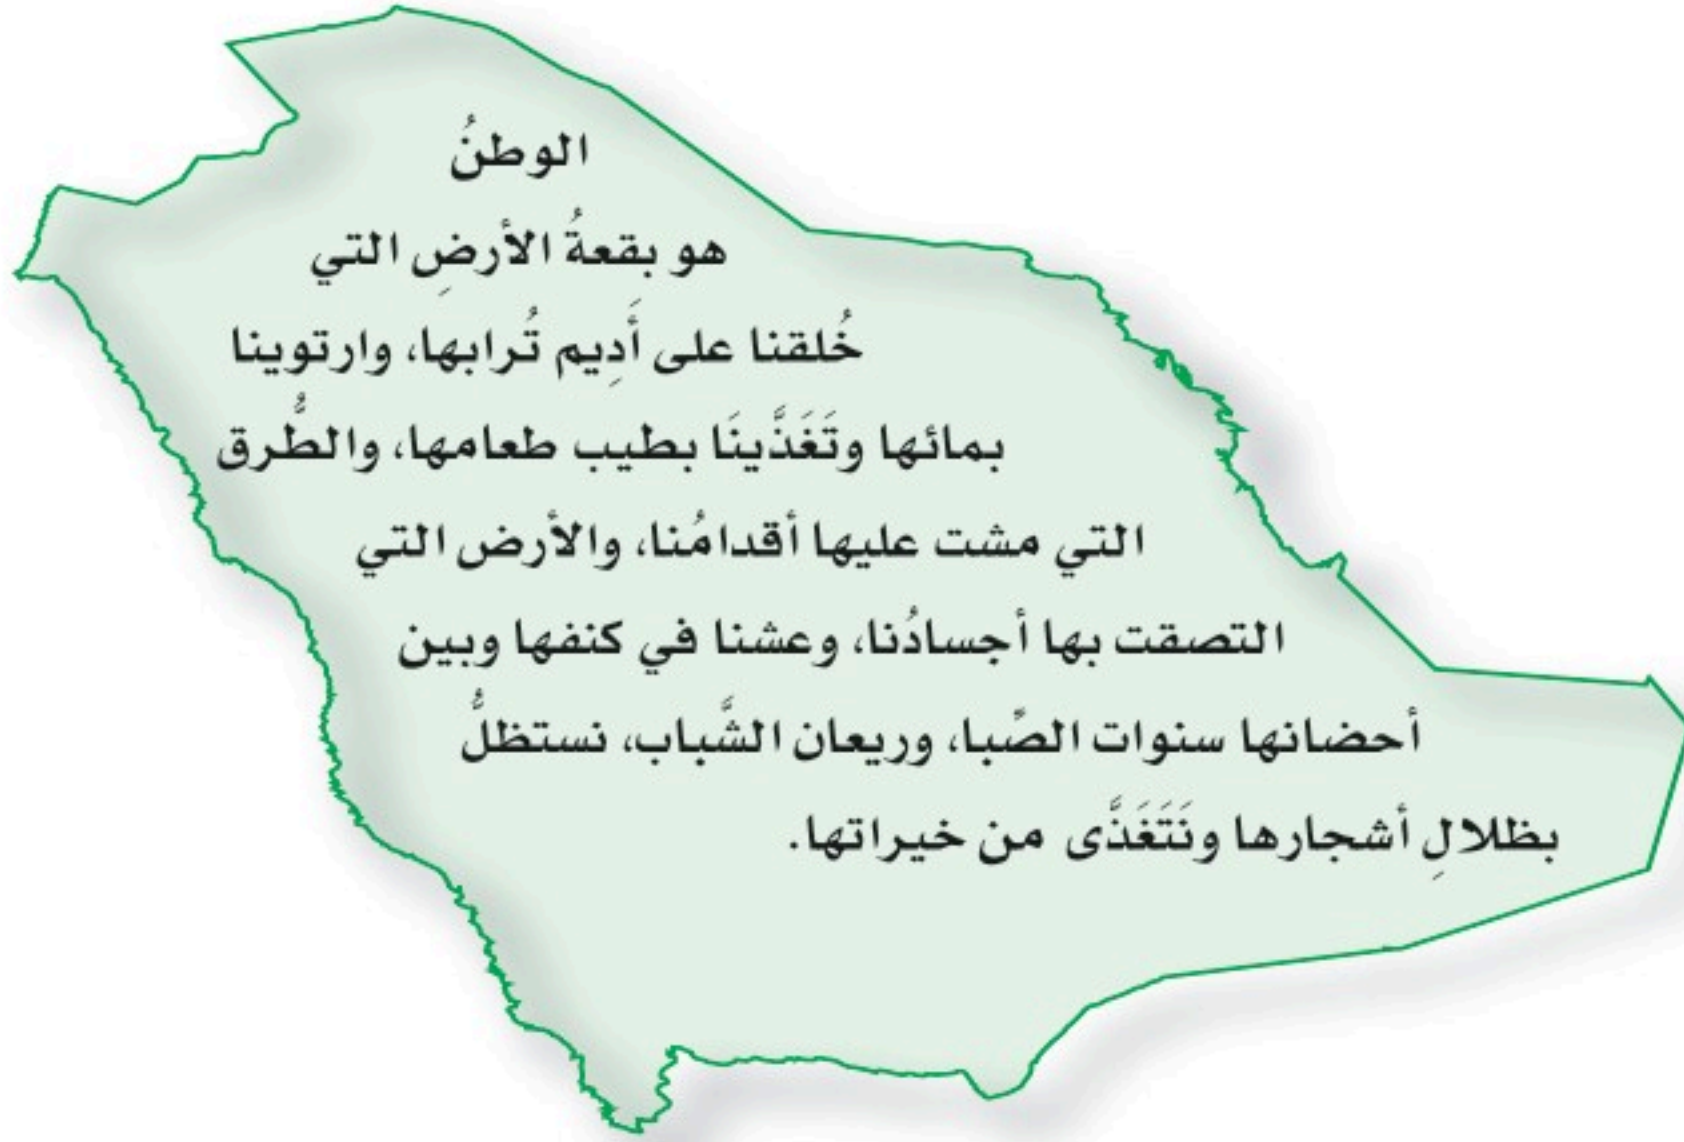 الوطنُ
هو بقعةُ الأرضِ التي
خُلقنا على أَدِيم تُرابها، وارتوينا
بمائها وتَغَذَّينَا بطيب طعامها، والطُّرق
التي مشت عليها أقدامُنا، والأرض التي
التصقت بها أجسادُنا، وعشنا في كنفها وبين
أحضانها سنوات الصِّبا، وريعان الشَّباب، نستظلُّ
بظلالِ أشجارها ونَتَغَذَّى من خيراتها.